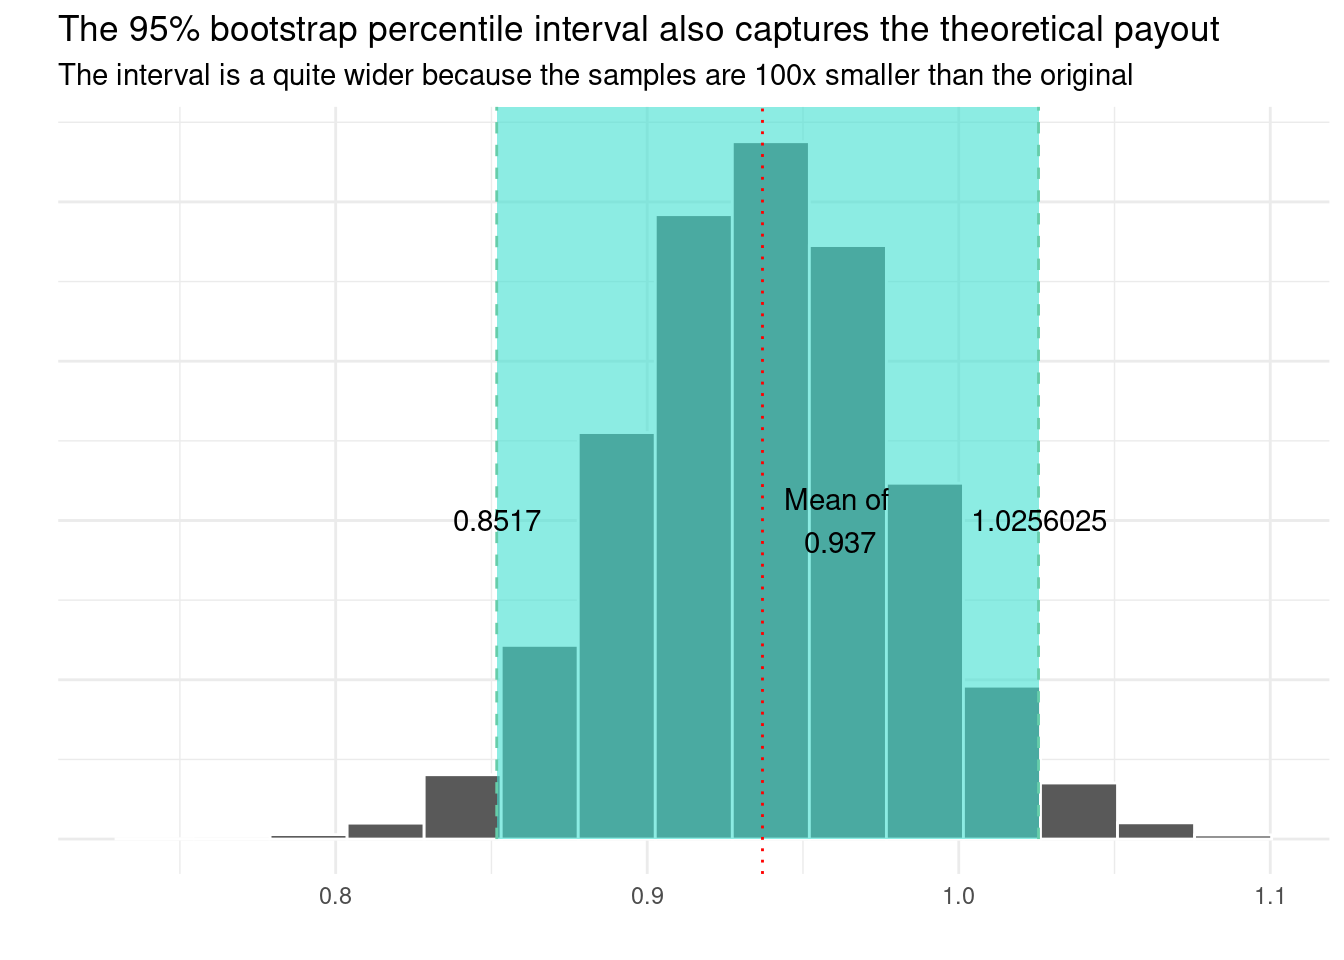 The 95% bootstrap percentile interval also captures the theoretical payout
The interval is a quite wider because the samples are 100x smaller than the original
Mean of
0.937
0.8517
1.0256025
0.8
0.9
1.0
1.1